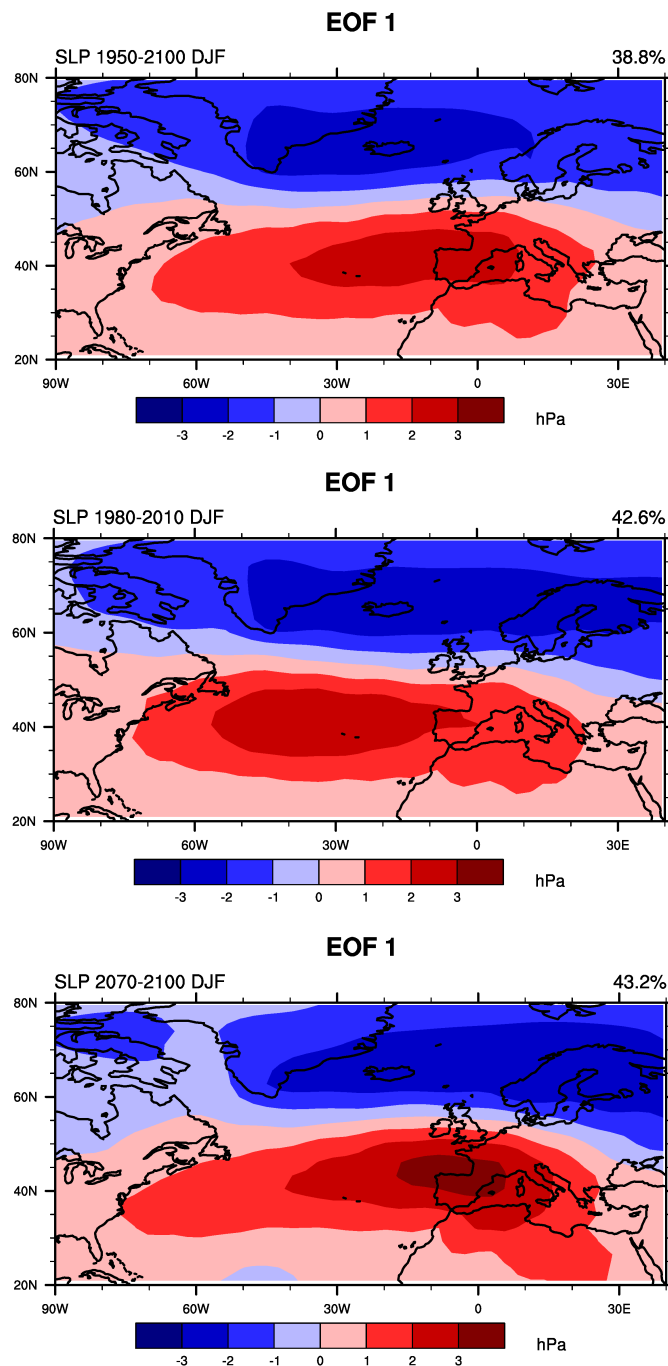 EOF 1
SLP 1950-2100 DJF 38.8%
80N
60N
40N
20N
90W 60W 30W 0 30E
-3 -2 -1 0 1 2 3 hPa
EOF 1
SLP 1980-2010 DJF 42.6%
80N
60N
40N
20N
90W 60W 30W 0 30E
-3 -2 -1 0 1 2 3 hPa
EOF 1
SLP 2070-2100 DJF 43.2%
80N
60N
40N
20N
90W 60W 30W 0 30E
-3 -2 -1 0 1 2 3 hPa